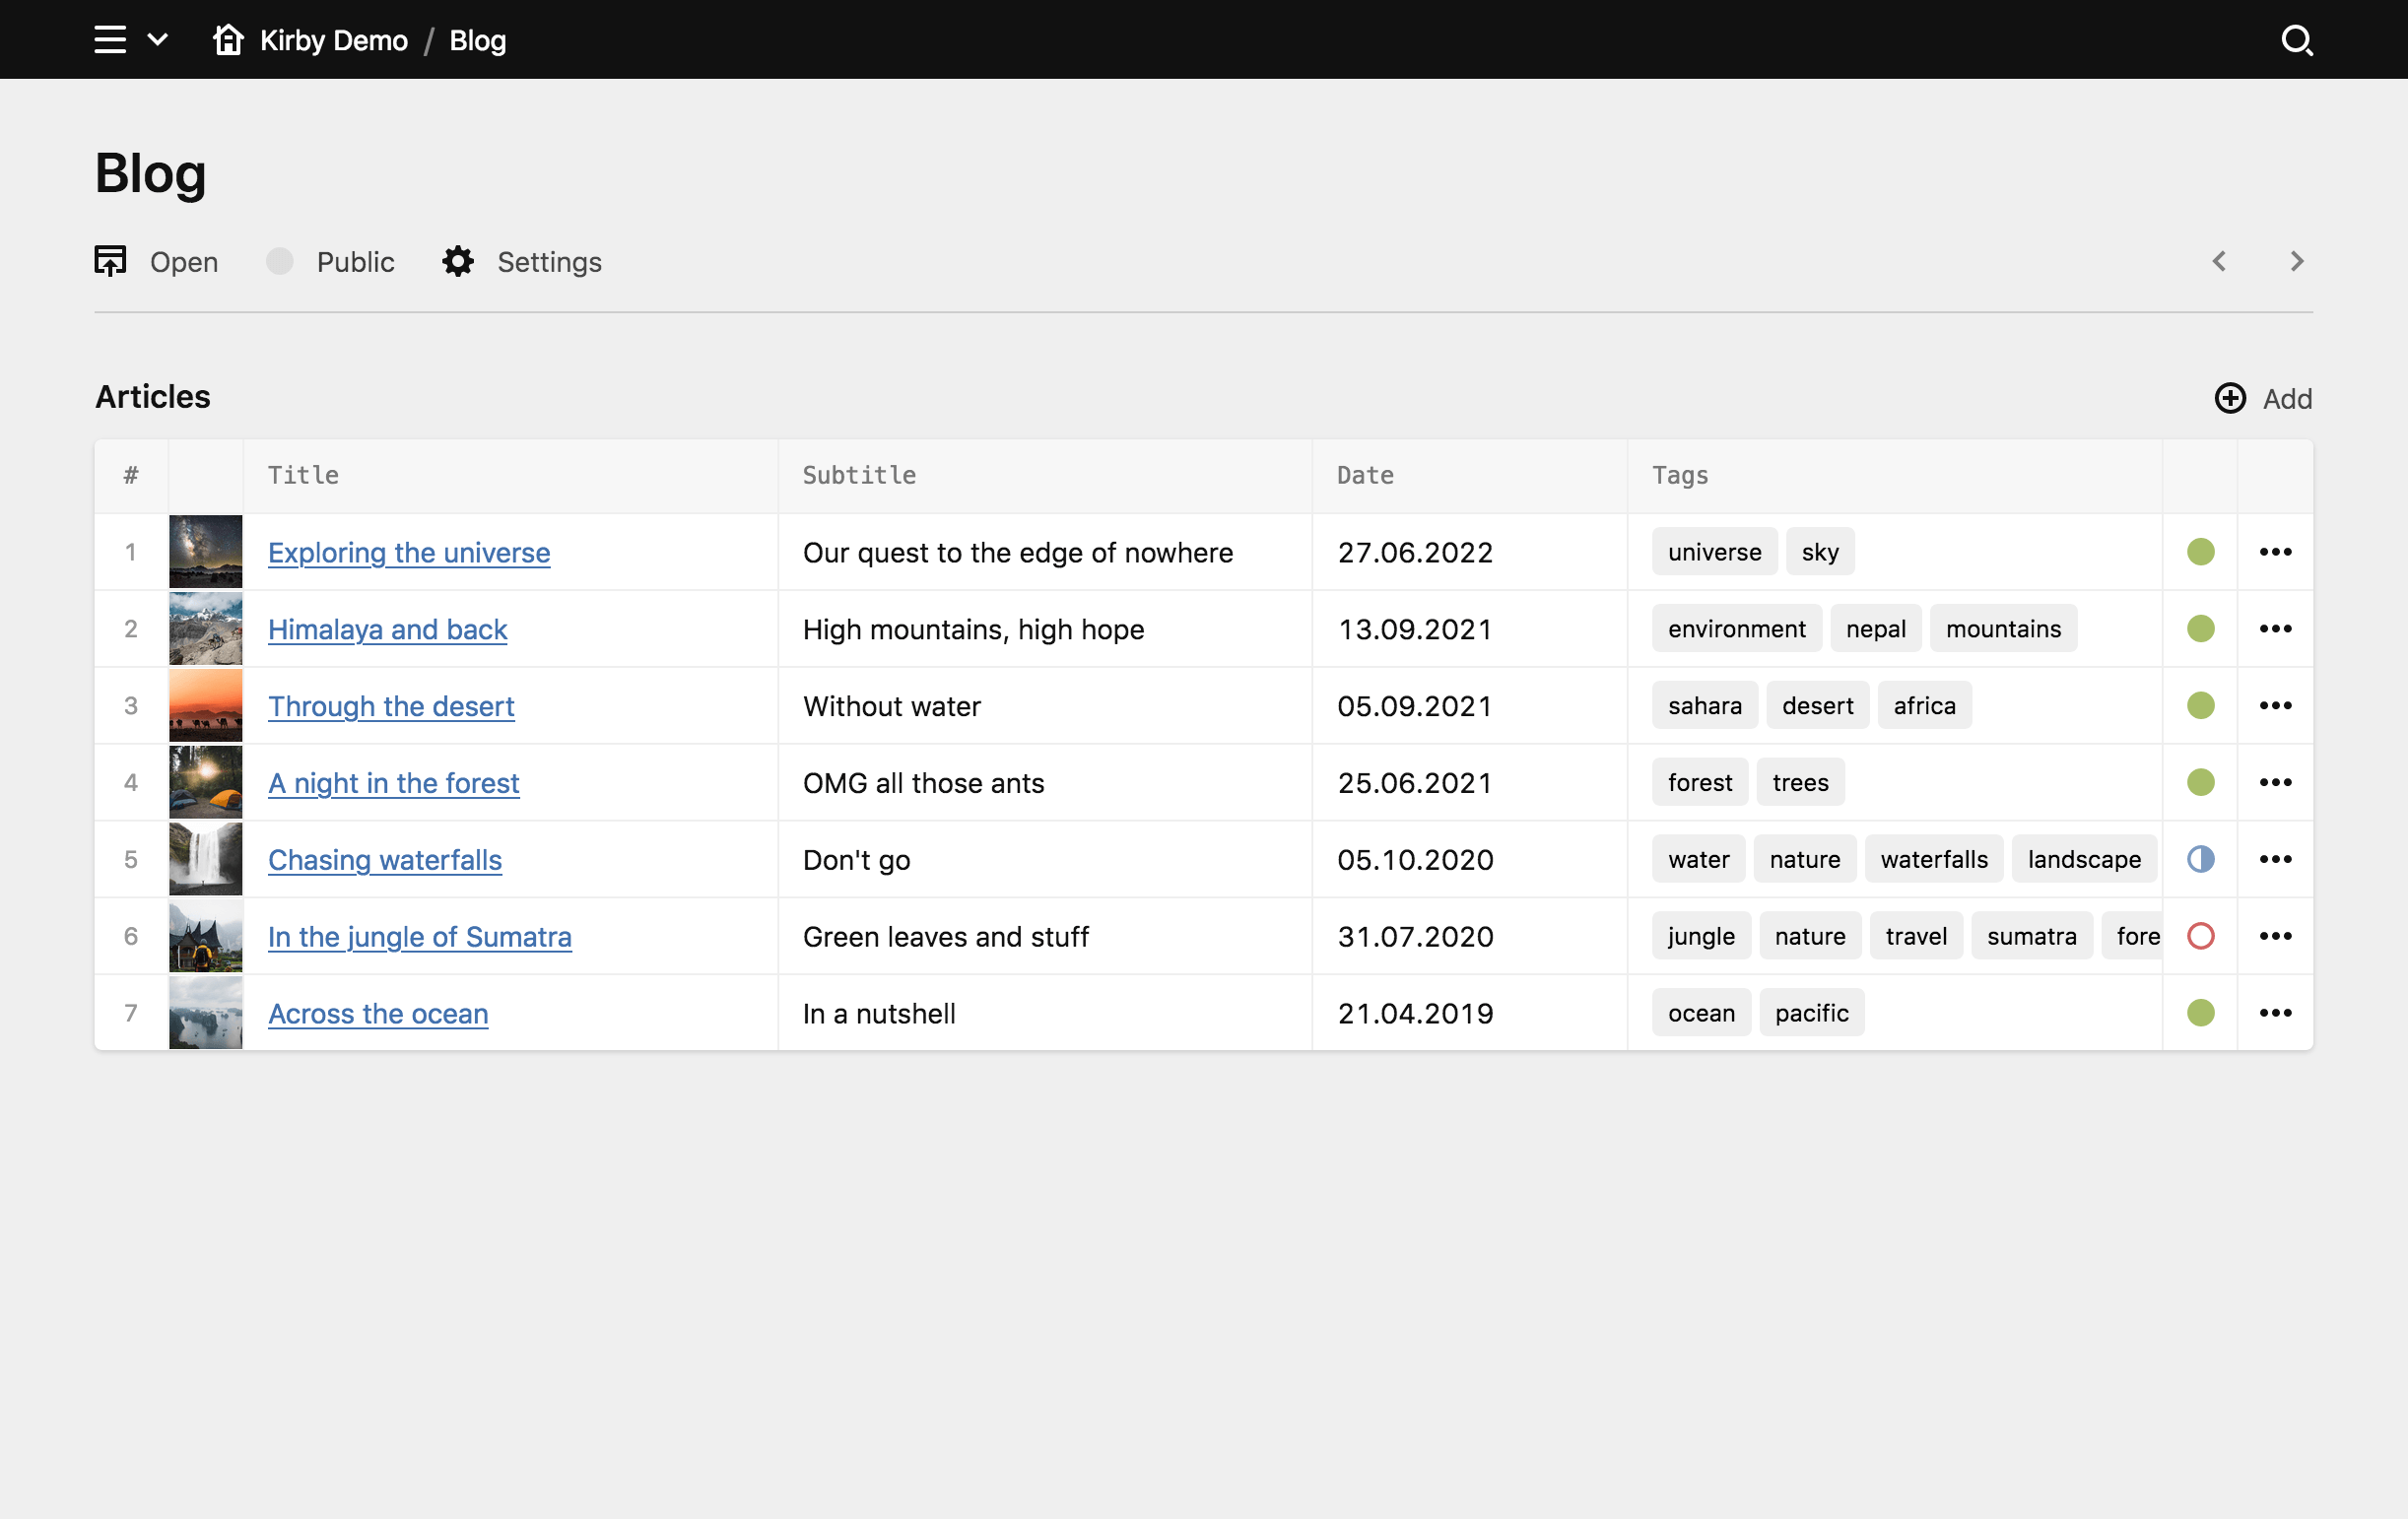 Kirby Demo / Blog
Blog
Open Public Settings
Articles
Add
# Title Subtitle Date Tags
1 Exploring the universe Our quest to the edge of nowhere 27.06.2022 universe sky
2 Himalaya and back High mountains, high hope 13.09.2021 environment nepal mountains
3 Through the desert Without water 05.09.2021 sahara desert africa
4 A night in the forest OMG all those ants 25.06.2021 forest trees
5 Chasing waterfalls Don't go 05.10.2020 water nature waterfalls landscape
6 In the jungle of Sumatra Green leaves and stuff 31.07.2020 jungle nature travel sumatra fore
7 Across the ocean In a nutshell 21.04.2019 ocean pacific